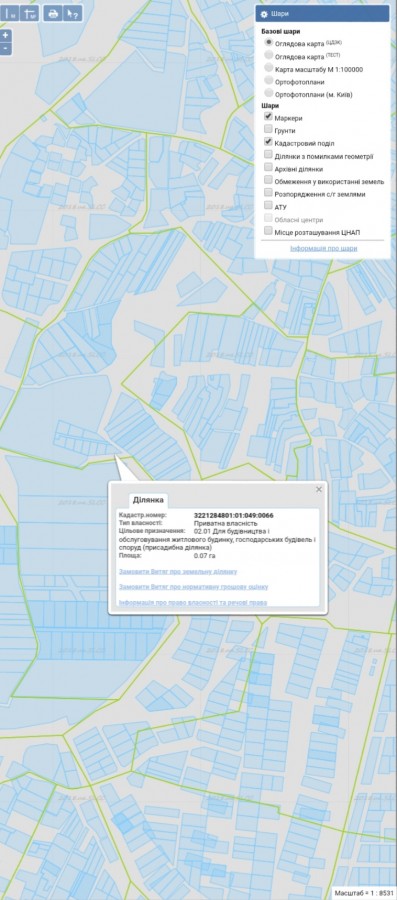 Шари
Базові шари
Оглядова карта (ЦДЗК)
Оглядова карта (ТЕСТ)
Карта масштабу М 1:100000
Ортофотоплани
Ортофотоплани (м. Київ)
Шари
Маркери
Ґрунти
Кадастровий поділ
Ділянки з помилками геометрії
Архівні ділянки
Обмеження у використанні земель
Розпорядження с/г землями
АТУ
Обласні центри
Місце розташування ЦНАП
Інформація про шари
Ділянка
Кадастр.номер: 3221284801:01:049:0066
Тип власності: Приватна власність
Цільове призначення: 02.01 Для будівництва і
обслуговування житлового будинку, господарських будівель і
споруд (присадибна ділянка)
Площа: 0.07 га
Замовити Витяг про земельну ділянку
Замовити Витяг про нормативну грошову оцінку
Інформація про право власності та речові права
Масштаб = 1 : 8531